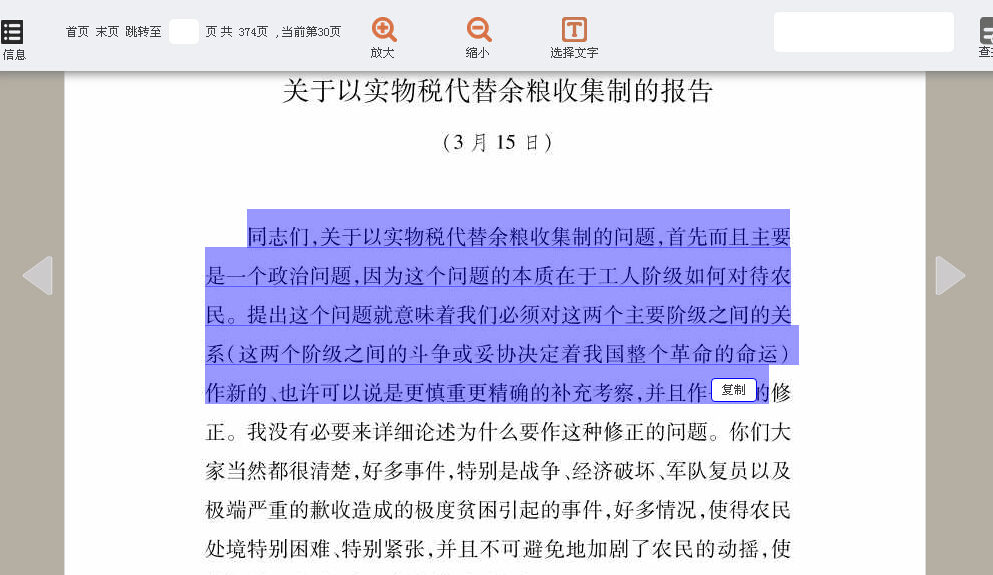 信息
首页 末页 跳转至 页 共 374页 ,当前第30页
放大
缩小
选择文字
关于以实物税代替余粮收集制的报告
(3月15日)
同志们,关于以实物税代替余粮收集制的问题,首先而且主要
是一个政治问题,因为这个问题的本质在于工人阶级如何对待农
民。提出这个问题就意味着我们必须对这两个主要阶级之间的关
系(这两个阶级之间的斗争或妥协决定着我国整个革命的命运)
作新的、也许可以说是更慎重更精确的补充考察,并且作 的修
复制
正。我没有必要来详细论述为什么要作这种修正的问题。你们大
家当然都很清楚,好多事件,特别是战争、经济破坏、军队复员以及
极端严重的歉收造成的极度贫困引起的事件,好多情况,使得农民
处境特别困难、特别紧张,并且不可避免地加剧了农民的动摇,使